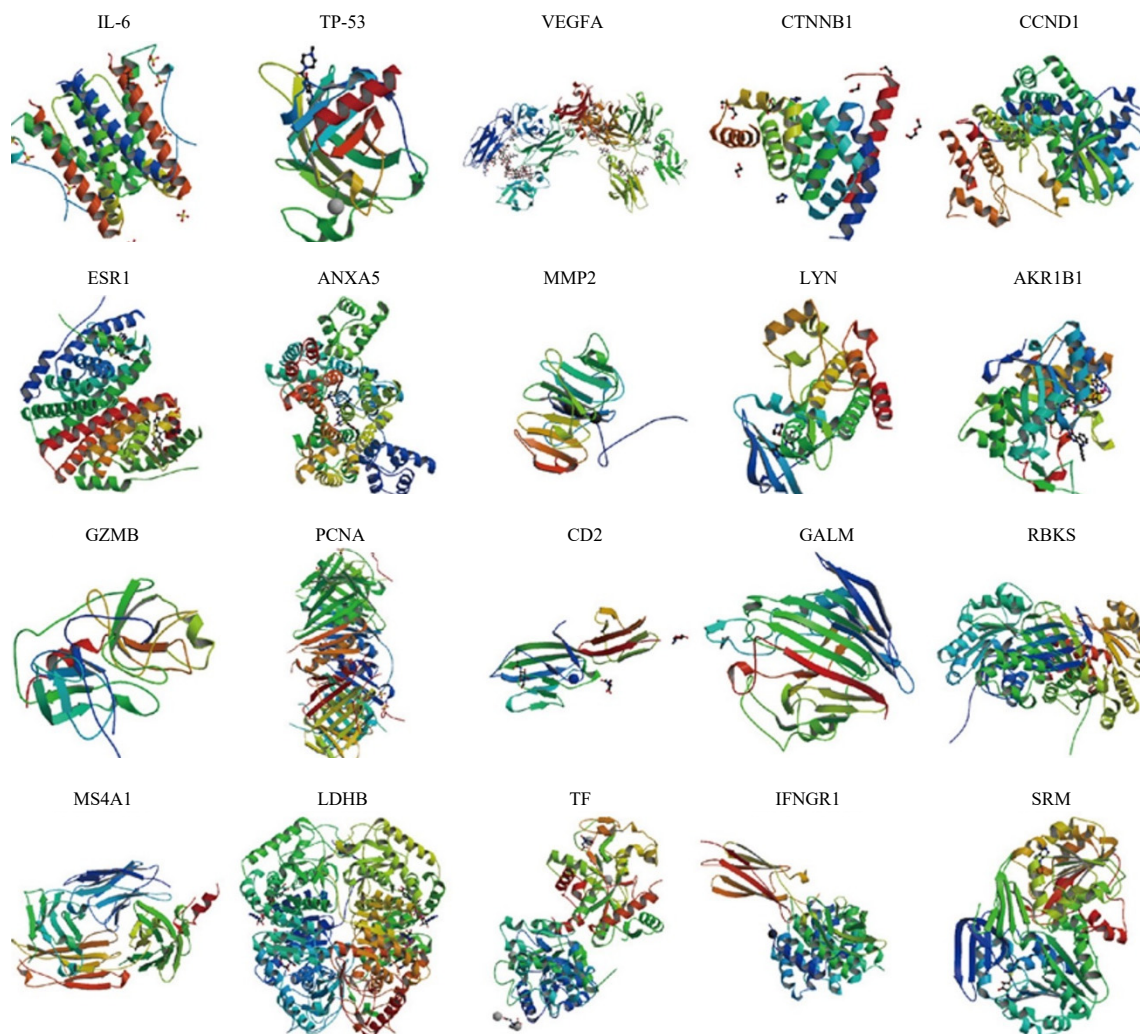 IL-6 TP-53 VEGFA CTNNB1 CCND1
ESR1 ANXA5 MMP2 LYN AKR1B1
GZMB PCNA CD2 GALM RBKS
MS4A1 LDHB TF IFNGR1 SRM